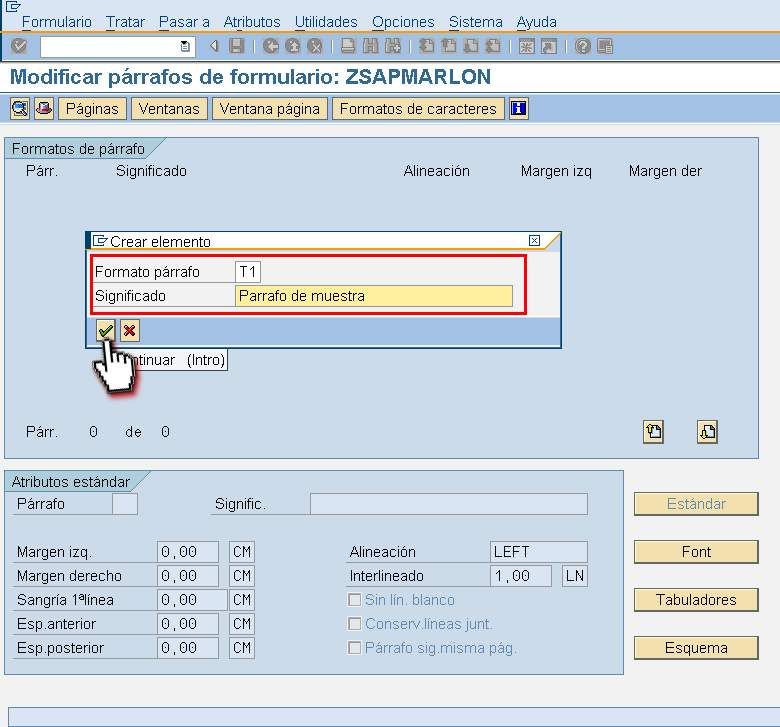 Formulario Tratar Pasar a Atributos Utilidades Opciones Sistema Ayuda
Modificar párrafos de formulario: ZSAPMARLON
Páginas Ventanas Ventana página Formatos de caracteres
Formatos de párrafo
Párr. Significado Alineación Margen izq Margen der
Crear elemento
Formato párrafo T1
Significado Parrafo de muestra
ntinuar (Intro)
Párr. 0 de 0
Atributos estándar
Párrafo Signific. Estándar
Margen izq. 0,00 CM Alineación LEFT Font
Margen derecho 0,00 CM Interlineado 1,00 LN
Sangría 1ªlínea 0,00 CM Sin lín. blanco Tabuladores
Esp.anterior 0,00 CM Conserv.líneas junt.
Esp.posterior 0,00 CM Párrafo sig.misma pág. Esquema